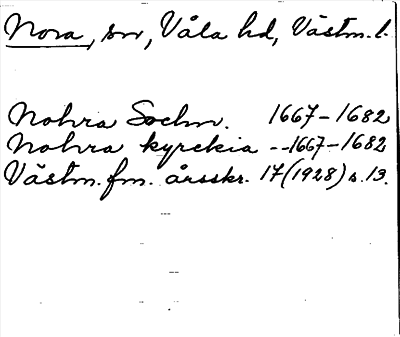 Nora, sn, Våla hd, Västm. l.
Nohra Sochn. 1667–1682
Nohra kyrckia --1667–1682
Västm. fm. årsskr. 17(1928) s. 13.